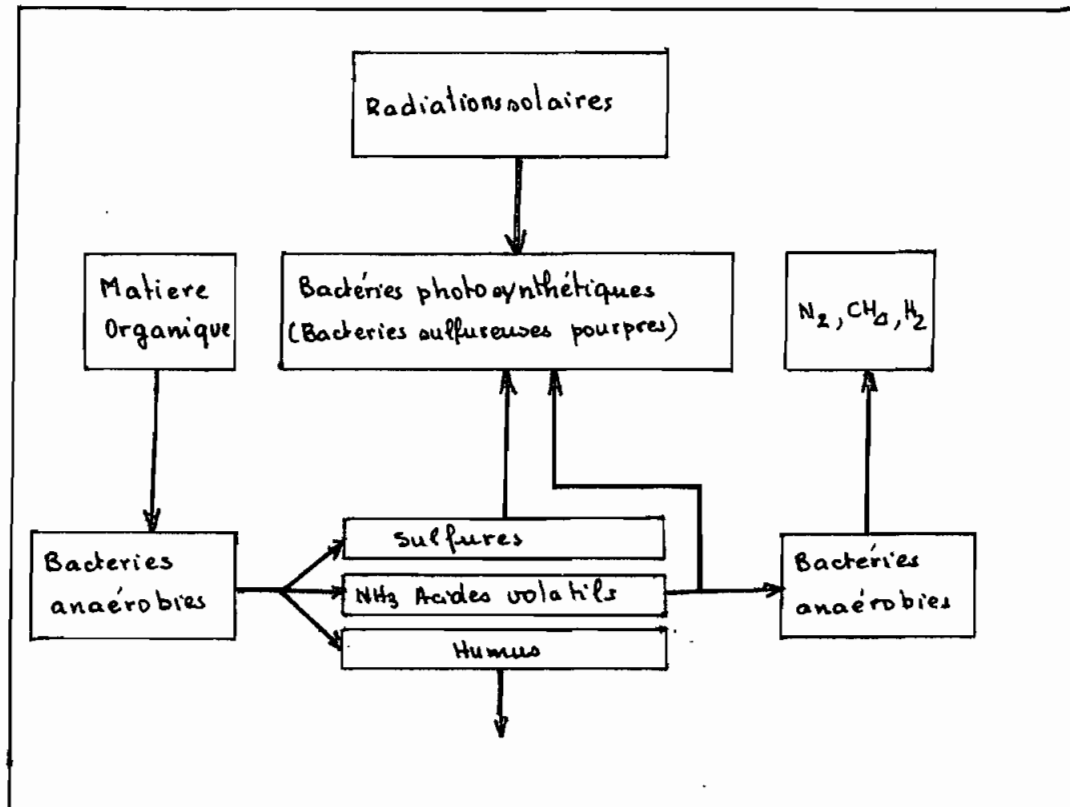 Radiations solaires
Matiere
Organique
Bactéries photosynthétiques
(Bacteries sulfureuses pourpres)
N₂, CH₄, H₂
Bacteries
anaérobies
Sulfures
NH₃ Acides volatils
Humus
Bactéries
anaérobies